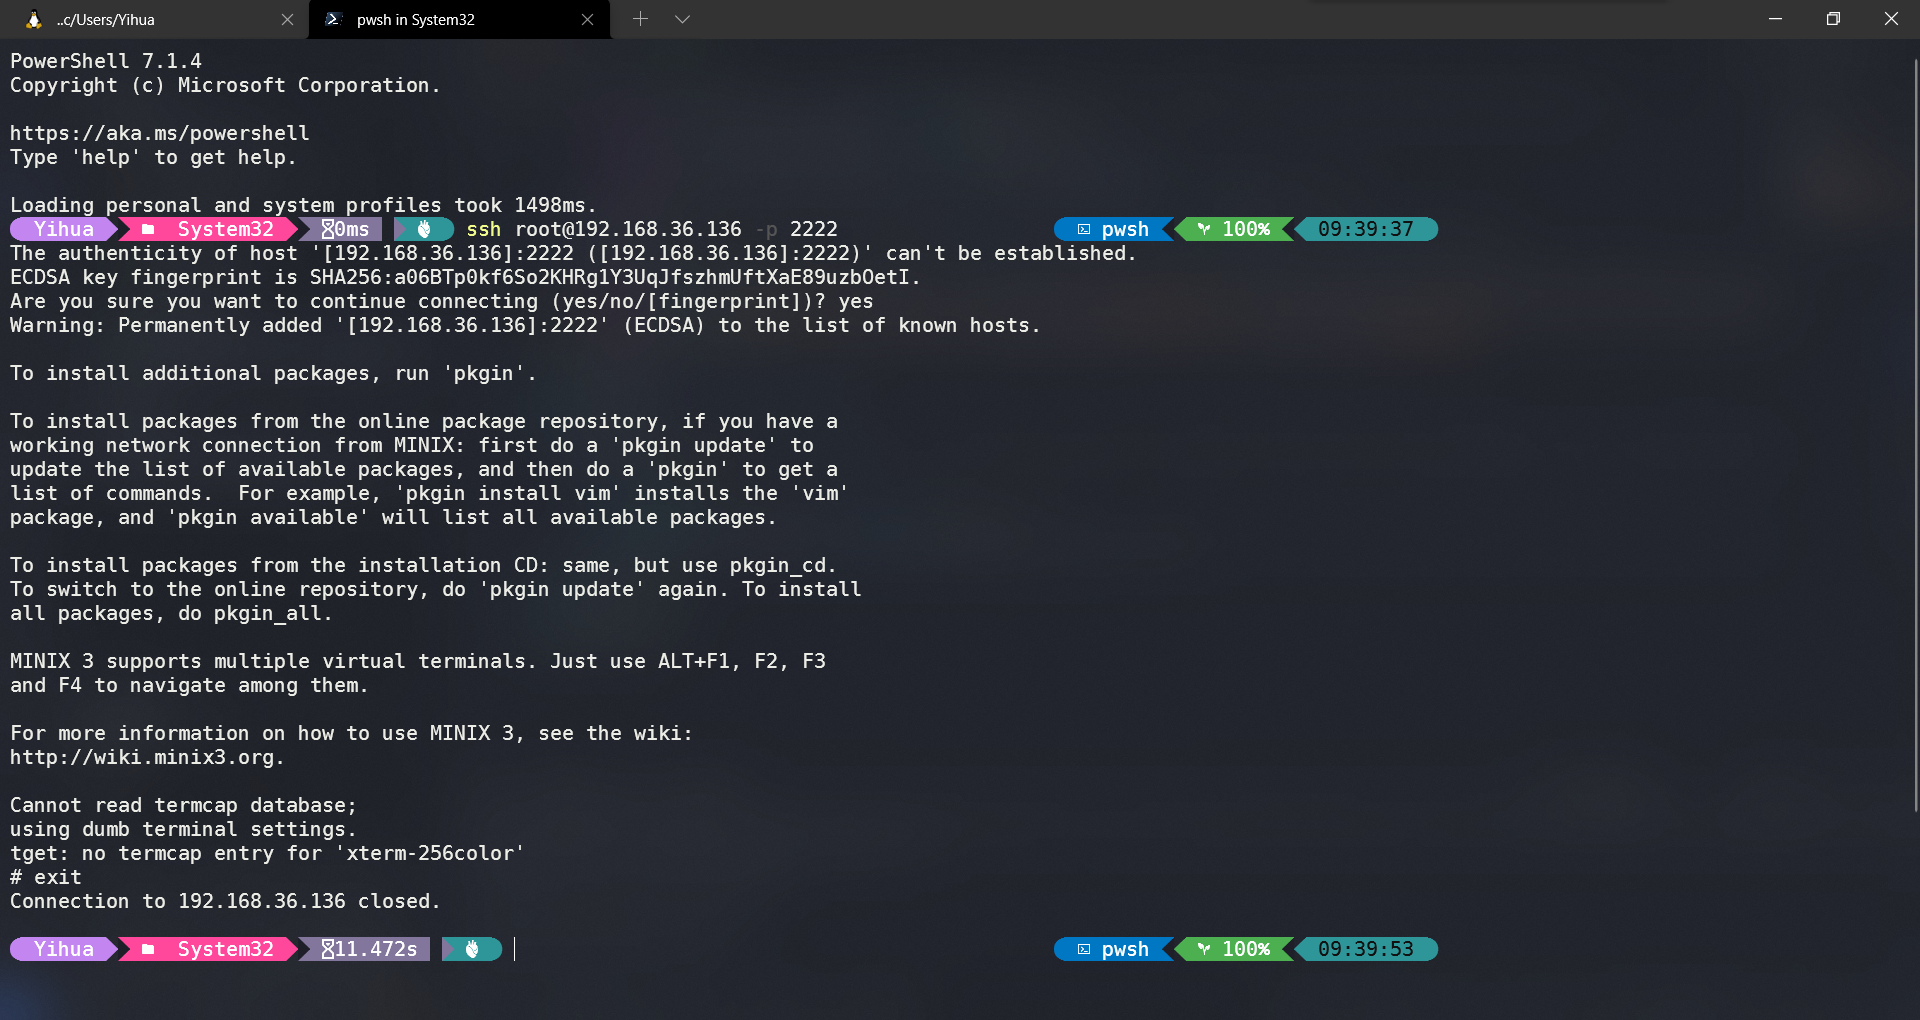 ..c/Users/Yihua
pwsh in System32
PowerShell 7.1.4
Copyright (c) Microsoft Corporation.
https://aka.ms/powershell
Type 'help' to get help.
Loading personal and system profiles took 1498ms.
Yihua System32 0ms ssh root@192.168.36.136 -p 2222 pwsh 100% 09:39:37
The authenticity of host '[192.168.36.136]:2222 ([192.168.36.136]:2222)' can't be established.
ECDSA key fingerprint is SHA256:a06BTp0kf6So2KHRg1Y3UqJfszhmUftXaE89uzbOetI.
Are you sure you want to continue connecting (yes/no/[fingerprint])? yes
Warning: Permanently added '[192.168.36.136]:2222' (ECDSA) to the list of known hosts.
To install additional packages, run 'pkgin'.
To install packages from the online package repository, if you have a
working network connection from MINIX: first do a 'pkgin update' to
update the list of available packages, and then do a 'pkgin' to get a
list of commands.  For example, 'pkgin install vim' installs the 'vim'
package, and 'pkgin available' will list all available packages.
To install packages from the installation CD: same, but use pkgin_cd.
To switch to the online repository, do 'pkgin update' again. To install
all packages, do pkgin_all.
MINIX 3 supports multiple virtual terminals. Just use ALT+F1, F2, F3
and F4 to navigate among them.
For more information on how to use MINIX 3, see the wiki:
http://wiki.minix3.org.
Cannot read termcap database;
using dumb terminal settings.
tget: no termcap entry for 'xterm-256color'
# exit
Connection to 192.168.36.136 closed.
Yihua System32 11.472s pwsh 100% 09:39:53